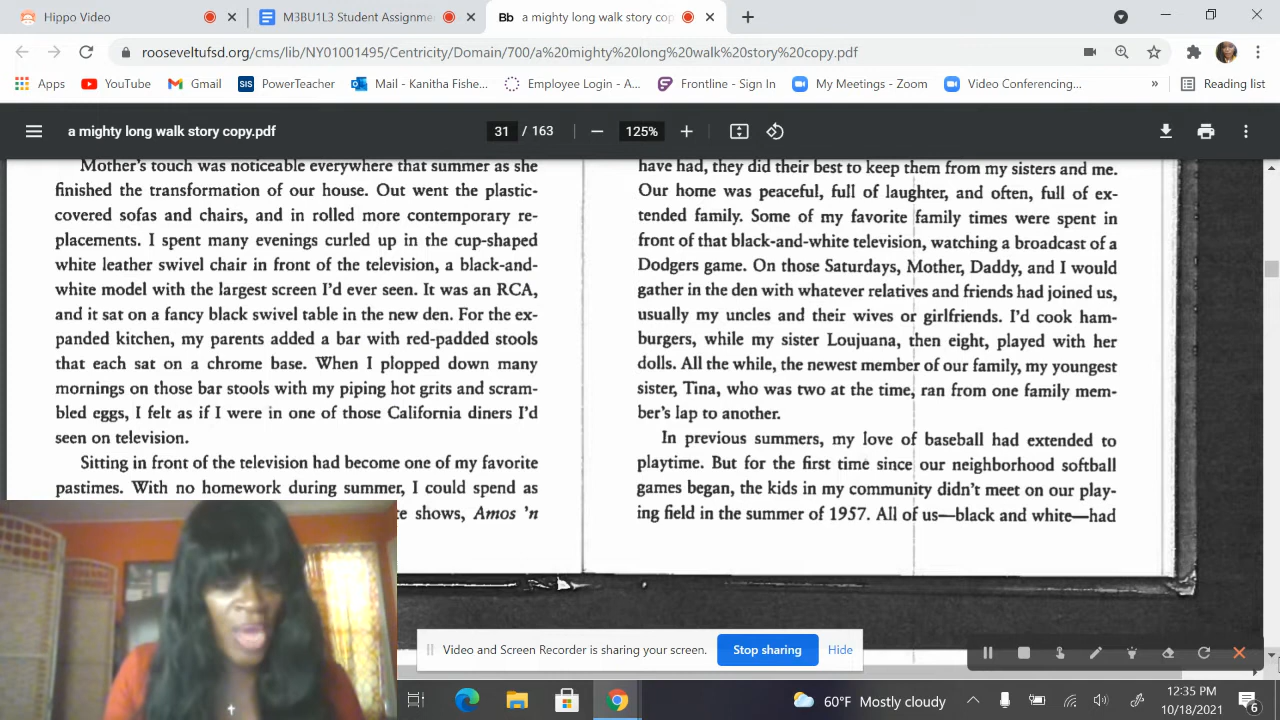 Hippo Video
M3BU1L3 Student Assignme
Bb a mighty long walk story cop
rooseveltufsd.org/cms/lib/NY01001495/Centricity/Domain/700/a%20mighty%20long%20walk%20story%20copy.pdf
Apps YouTube Gmail SIS PowerTeacher Mail - Kanitha Fishe... Employee Login - A... Frontline - Sign In My Meetings - Zoom Video Conferencing... » Reading list
a mighty long walk story copy.pdf 31 / 163 125%
Mother's touch was noticeable everywhere that summer as she
finished the transformation of our house. Out went the plastic-
covered sofas and chairs, and in rolled more contemporary re-
placements. I spent many evenings curled up in the cup-shaped
white leather swivel chair in front of the television, a black-and-
white model with the largest screen I'd ever seen. It was an RCA,
and it sat on a fancy black swivel table in the new den. For the ex-
panded kitchen, my parents added a bar with red-padded stools
that each sat on a chrome base. When I plopped down many
mornings on those bar stools with my piping hot grits and scram-
bled eggs, I felt as if I were in one of those California diners I'd
seen on television.
Sitting in front of the television had become one of my favorite
pastimes. With no homework during summer, I could spend as
te shows, Amos 'n
have had, they did their best to keep them from my sisters and me.
Our home was peaceful, full of laughter, and often, full of ex-
tended family. Some of my favorite family times were spent in
front of that black-and-white television, watching a broadcast of a
Dodgers game. On those Saturdays, Mother, Daddy, and I would
gather in the den with whatever relatives and friends had joined us,
usually my uncles and their wives or girlfriends. I'd cook ham-
burgers, while my sister Loujuana, then eight, played with her
dolls. All the while, the newest member of our family, my youngest
sister, Tina, who was two at the time, ran from one family mem-
ber's lap to another.
In previous summers, my love of baseball had extended to
playtime. But for the first time since our neighborhood softball
games began, the kids in my community didn't meet on our play-
ing field in the summer of 1957. All of us—black and white—had
Video and Screen Recorder is sharing your screen. Stop sharing Hide
60°F Mostly cloudy
12:35 PM
10/18/2021
6